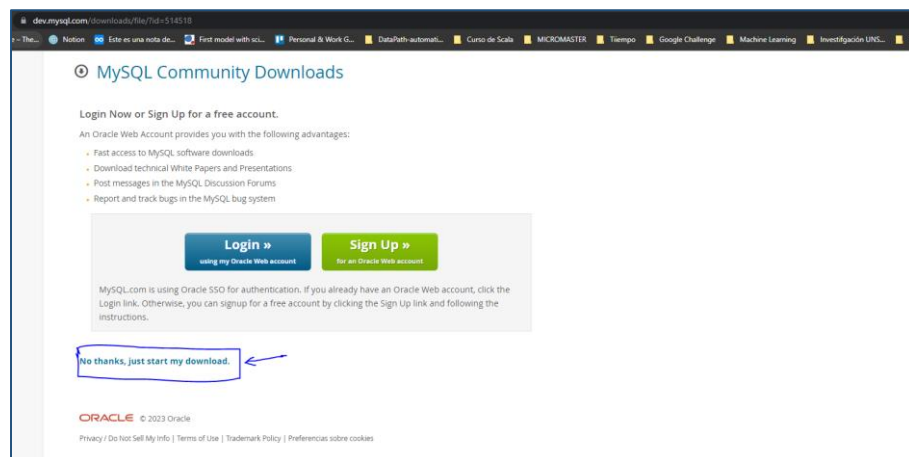 dev.mysql.com/downloads/file/?id=514518
– The... Notion Este es una nota de... First model with sci... Personal & Work G... DataPath-automati... Curso de Scala MICROMASTER Tiiempo Google Challenge Machine Learning Investifgación UNS...
MySQL Community Downloads
Login Now or Sign Up for a free account.
An Oracle Web Account provides you with the following advantages:
Fast access to MySQL software downloads
Download technical White Papers and Presentations
Post messages in the MySQL Discussion Forums
Report and track bugs in the MySQL bug system
Login » Sign Up »
using my Oracle Web account for an Oracle Web account
MySQL.com is using Oracle SSO for authentication. If you already have an Oracle Web account, click the
Login link. Otherwise, you can signup for a free account by clicking the Sign Up link and following the
instructions.
No thanks, just start my download.
ORACLE © 2023 Oracle
Privacy / Do Not Sell My Info | Terms of Use | Trademark Policy | Preferencias sobre cookies